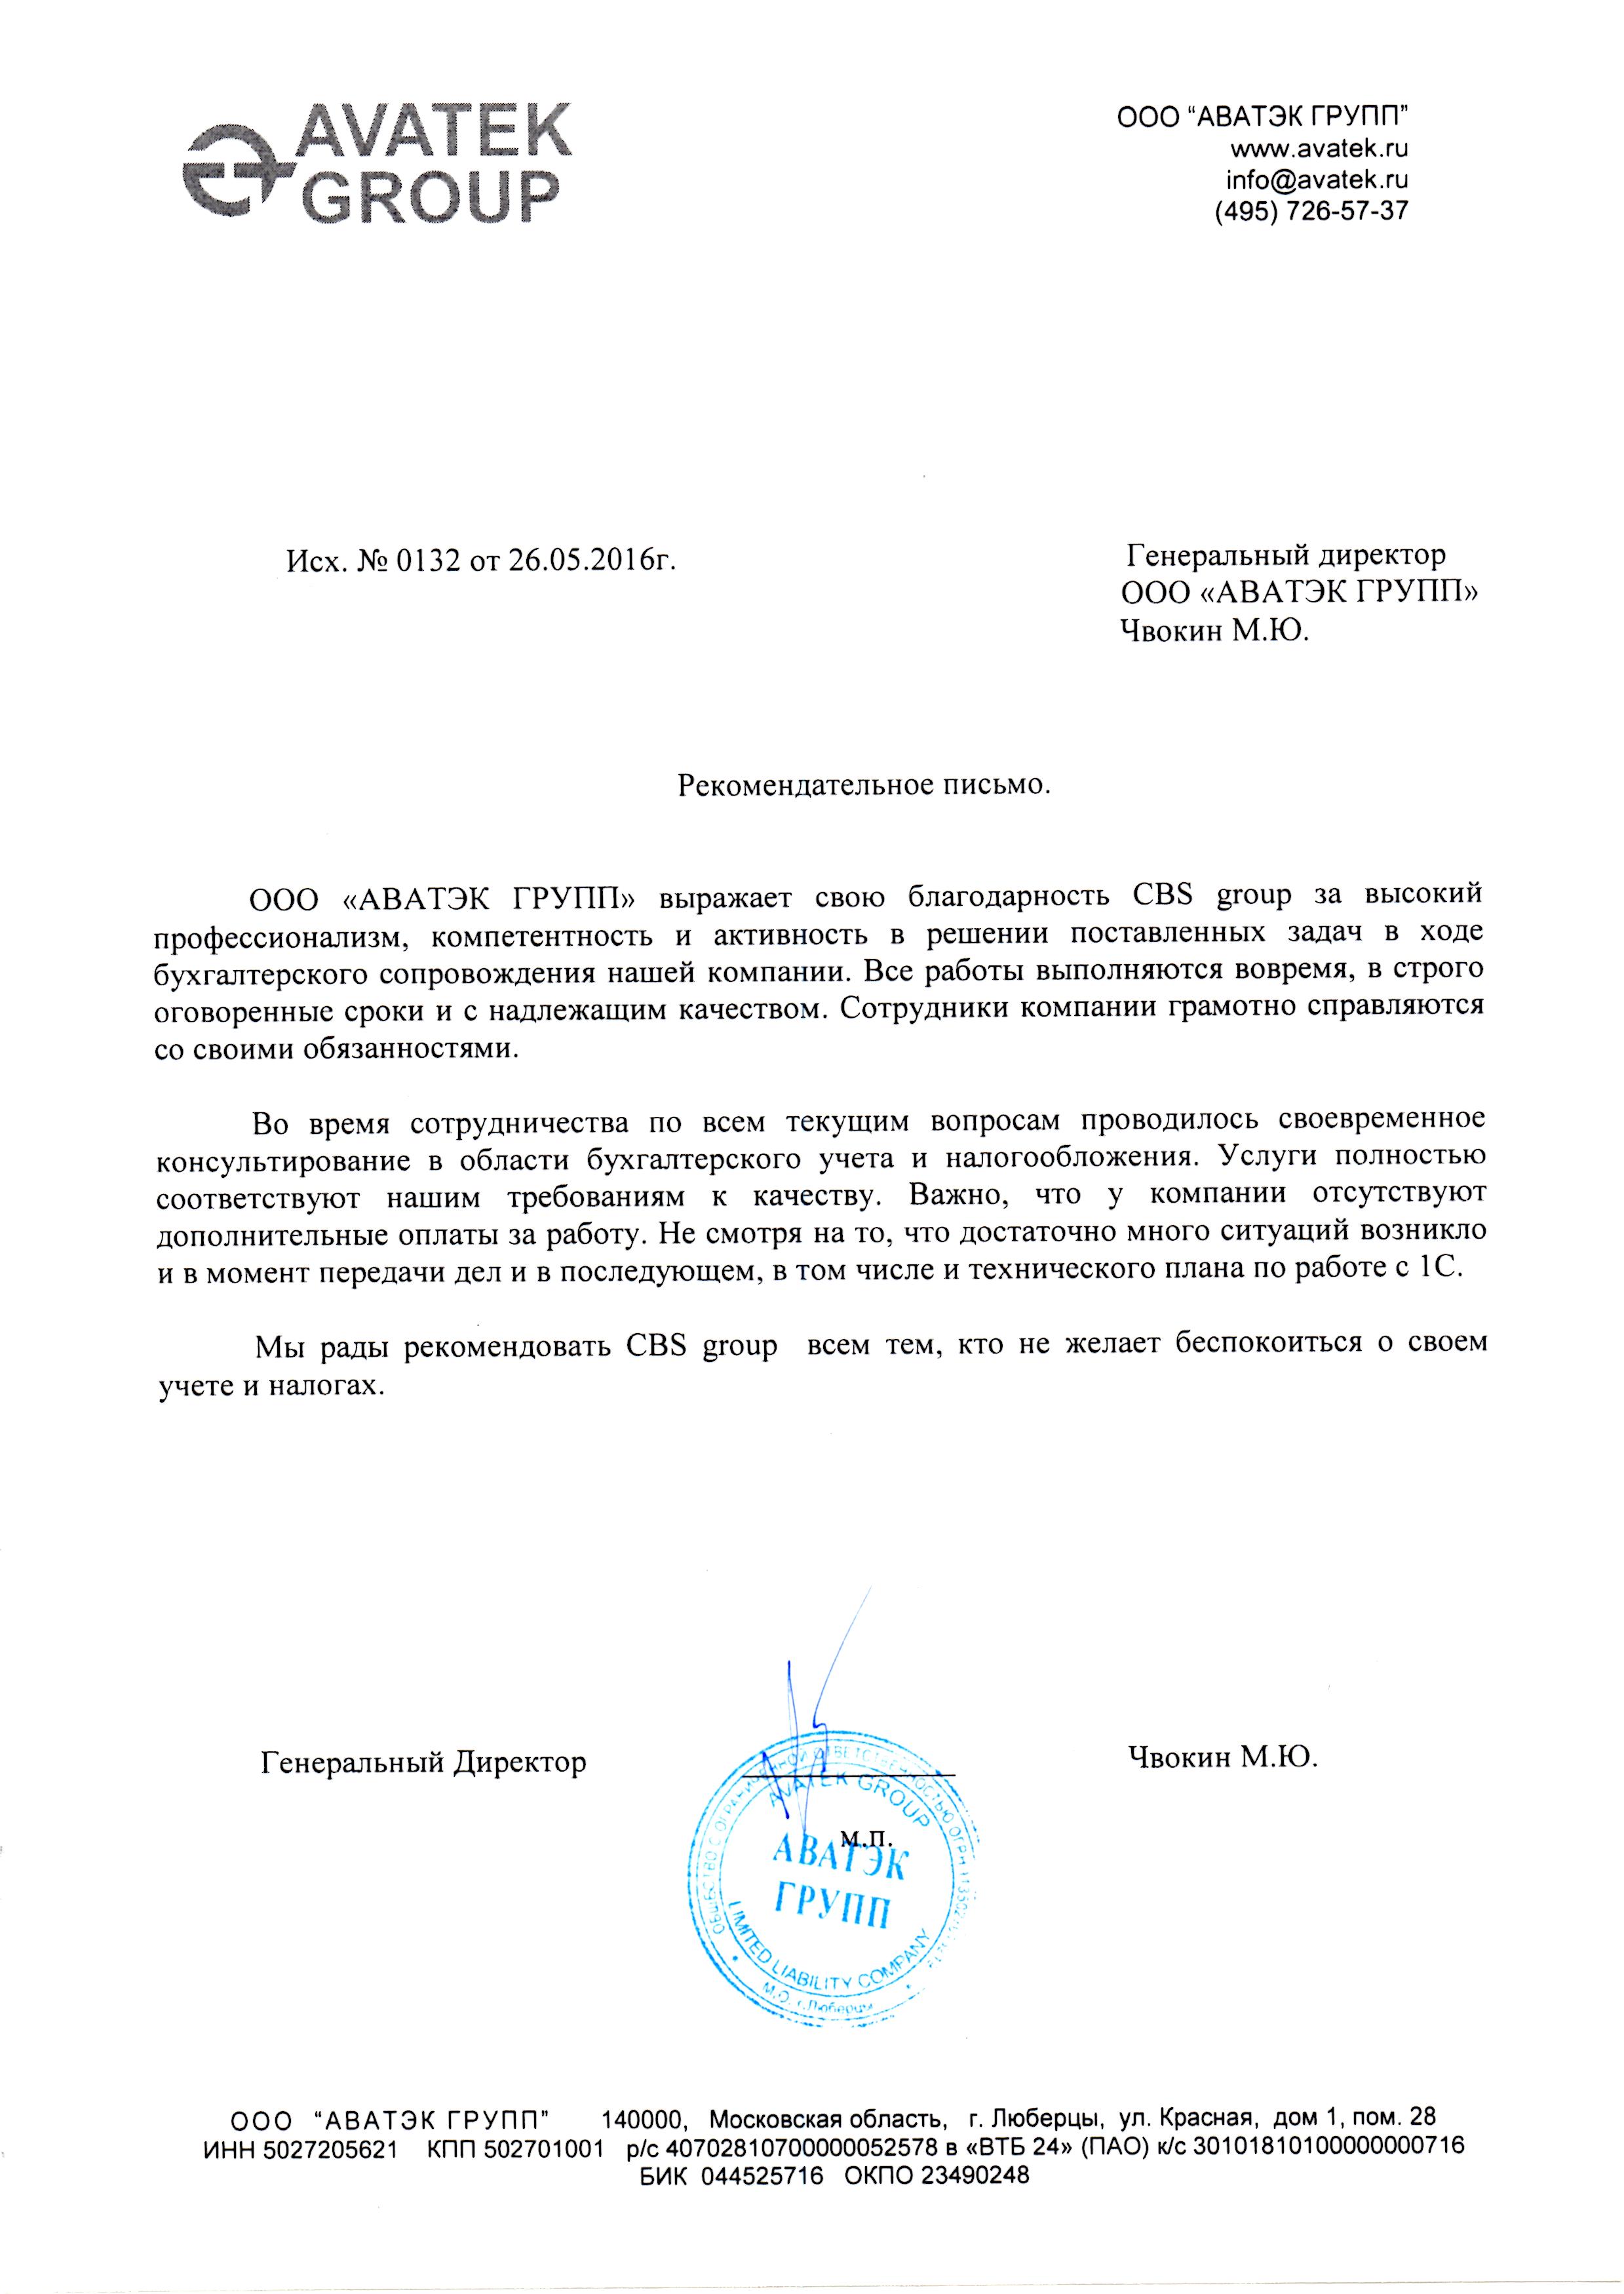 AVATEK
GROUP
ООО “АВАТЭК ГРУПП”
www.avatek.ru
info@avatek.ru
(495) 726-57-37
Исх. № 0132 от 26.05.2016г.
Генеральный директор
ООО «АВАТЭК ГРУПП»
Чвокин М.Ю.
Рекомендательное письмо.
ООО «АВАТЭК ГРУПП» выражает свою благодарность CBS group за высокий
профессионализм, компетентность и активность в решении поставленных задач в ходе
бухгалтерского сопровождения нашей компании. Все работы выполняются вовремя, в строго
оговоренные сроки и с надлежащим качеством. Сотрудники компании грамотно справляются
со своими обязанностями.
Во время сотрудничества по всем текущим вопросам проводилось своевременное
консультирование в области бухгалтерского учета и налогообложения. Услуги полностью
соответствуют нашим требованиям к качеству. Важно, что у компании отсутствуют
дополнительные оплаты за работу. Не смотря на то, что достаточно много ситуаций возникло
и в момент передачи дел и в последующем, в том числе и технического плана по работе с 1С.
Мы рады рекомендовать CBS group всем тем, кто не желает беспокоиться о своем
учете и налогах.
Генеральный Директор
Чвокин М.Ю.
м.п.
ОБЩЕСТВО С ОГРАНИЧЕННОЙ ОТВЕТСТВЕННОСТЬЮ ОГРН
AVATEK GROUP
АВАТЭК
ГРУПП
LIMITED LIABILITY COMPANY
М.О. г.Люберцы
ООО “АВАТЭК ГРУПП” 140000, Московская область, г. Люберцы, ул. Красная, дом 1, пом. 28
ИНН 5027205621 КПП 502701001 р/с 40702810700000052578 в «ВТБ 24» (ПАО) к/с 30101810100000000716
БИК 044525716 ОКПО 23490248